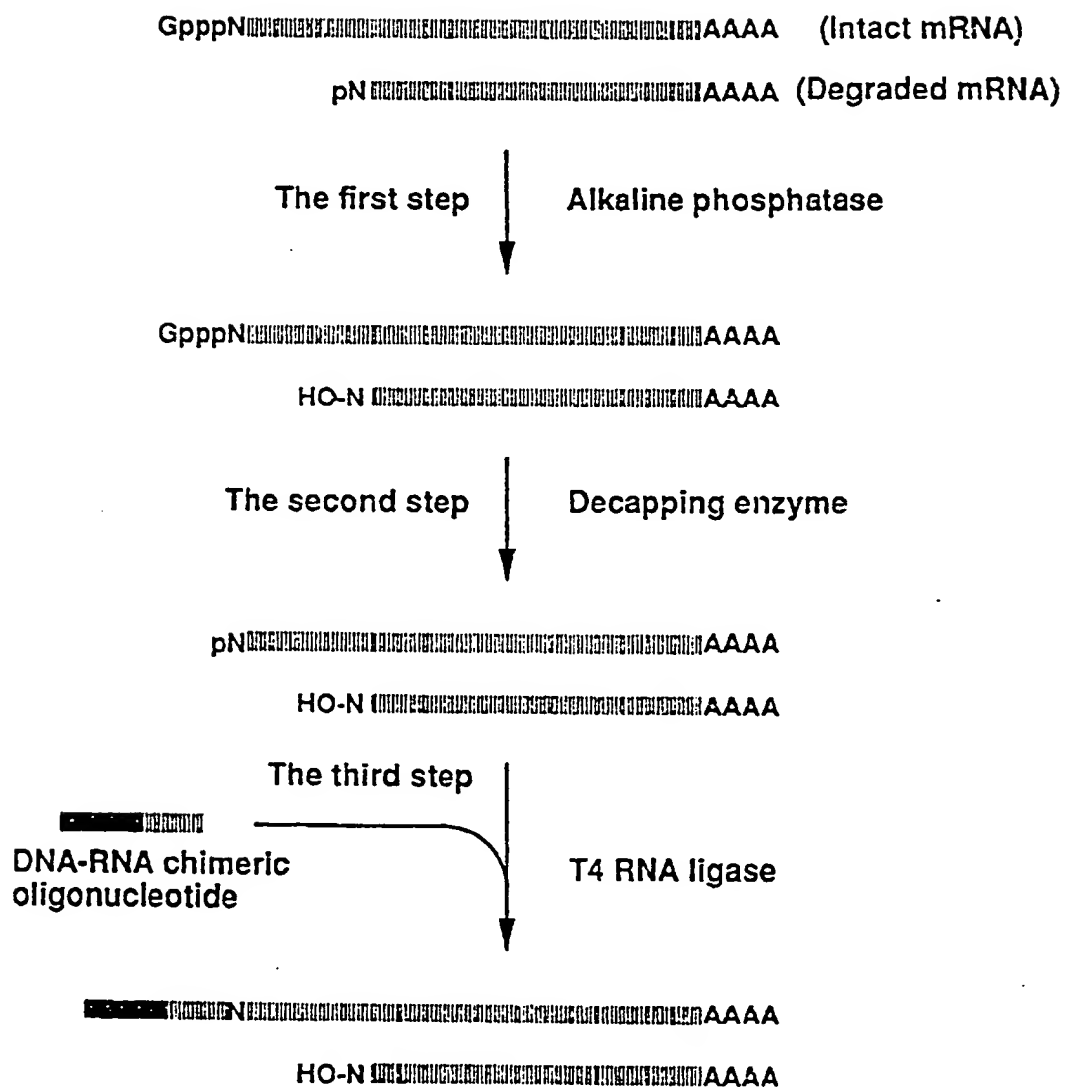 GpppN AAAA (Intact mRNA)
pN AAAA (Degraded mRNA)
The first step Alkaline phosphatase
GpppN AAAA
HO-N AAAA
The second step Decapping enzyme
pN AAAA
HO-N AAAA
The third step
DNA-RNA chimeric
oligonucleotide
T4 RNA ligase
N AAAA
HO-N AAAA